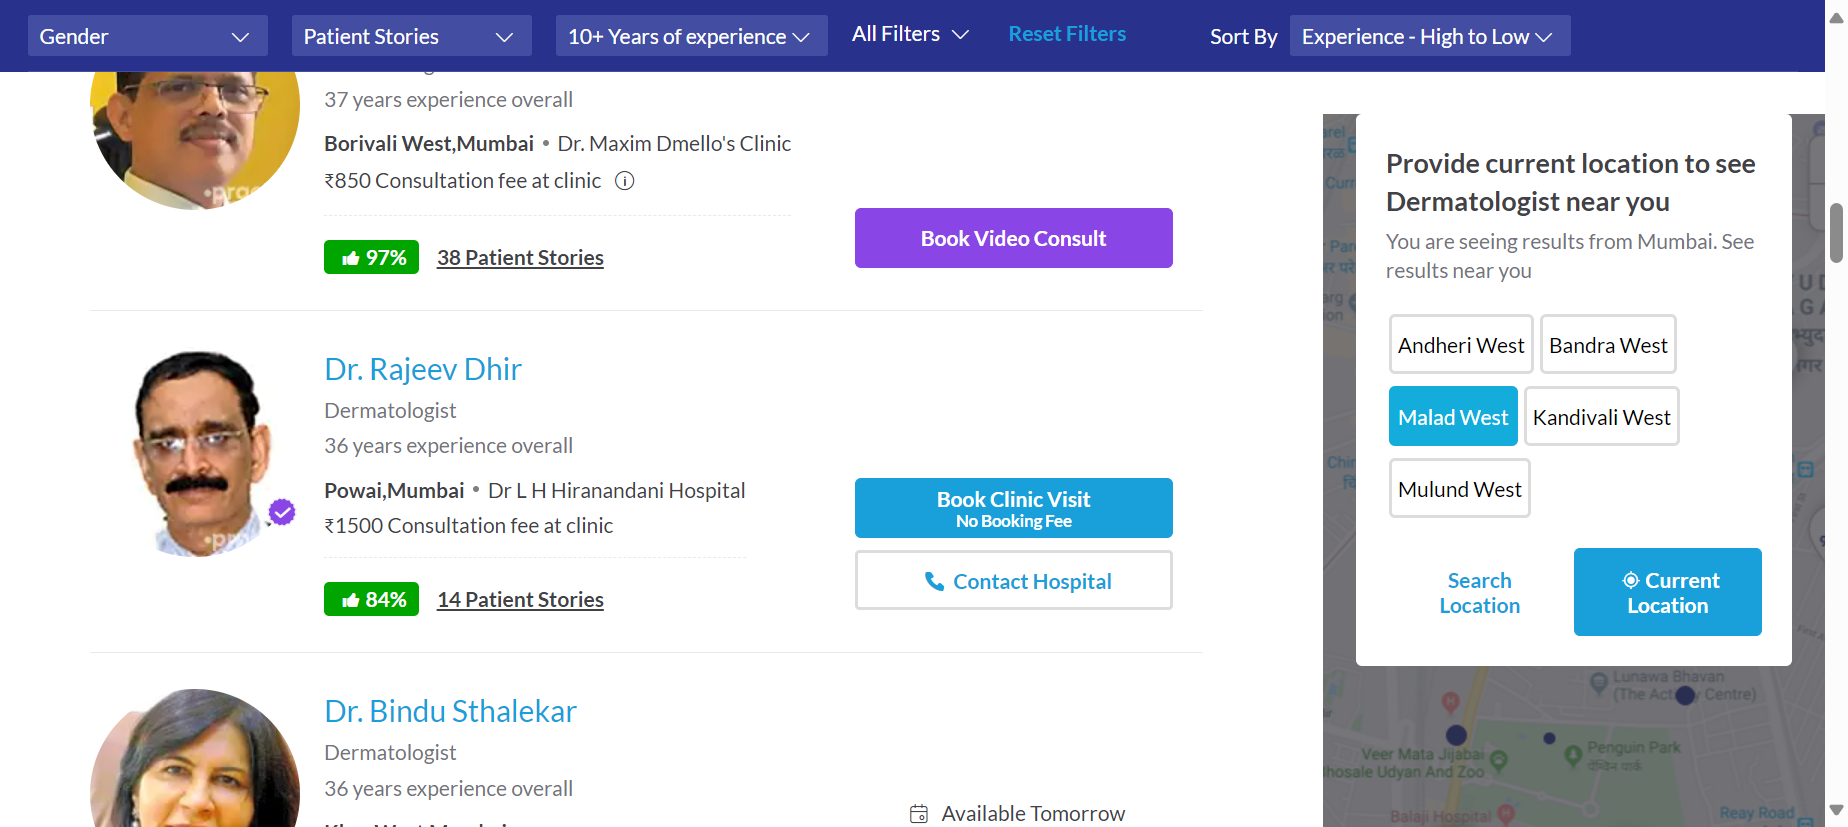 Gender
Patient Stories
10+ Years of experience
All Filters
Reset Filters
Sort By
Experience - High to Low
37 years experience overall
Borivali West,Mumbai • Dr. Maxim Dmello's Clinic
₹850 Consultation fee at clinic
97%
38 Patient Stories
Book Video Consult
Dr. Rajeev Dhir
Dermatologist
36 years experience overall
Powai,Mumbai • Dr L H Hiranandani Hospital
₹1500 Consultation fee at clinic
84%
14 Patient Stories
Book Clinic Visit
No Booking Fee
Contact Hospital
Dr. Bindu Sthalekar
Dermatologist
36 years experience overall
Available Tomorrow
Provide current location to see
Dermatologist near you
You are seeing results from Mumbai. See
results near you
Andheri West
Bandra West
Malad West
Kandivali West
Mulund West
Search
Location
Current
Location
Lunawa Bhavan
Veer Mata Jijabai
Udyan And Zoo
Penguin Park
पेंग्विन पार्क
Balaji Hospital
Reay Road